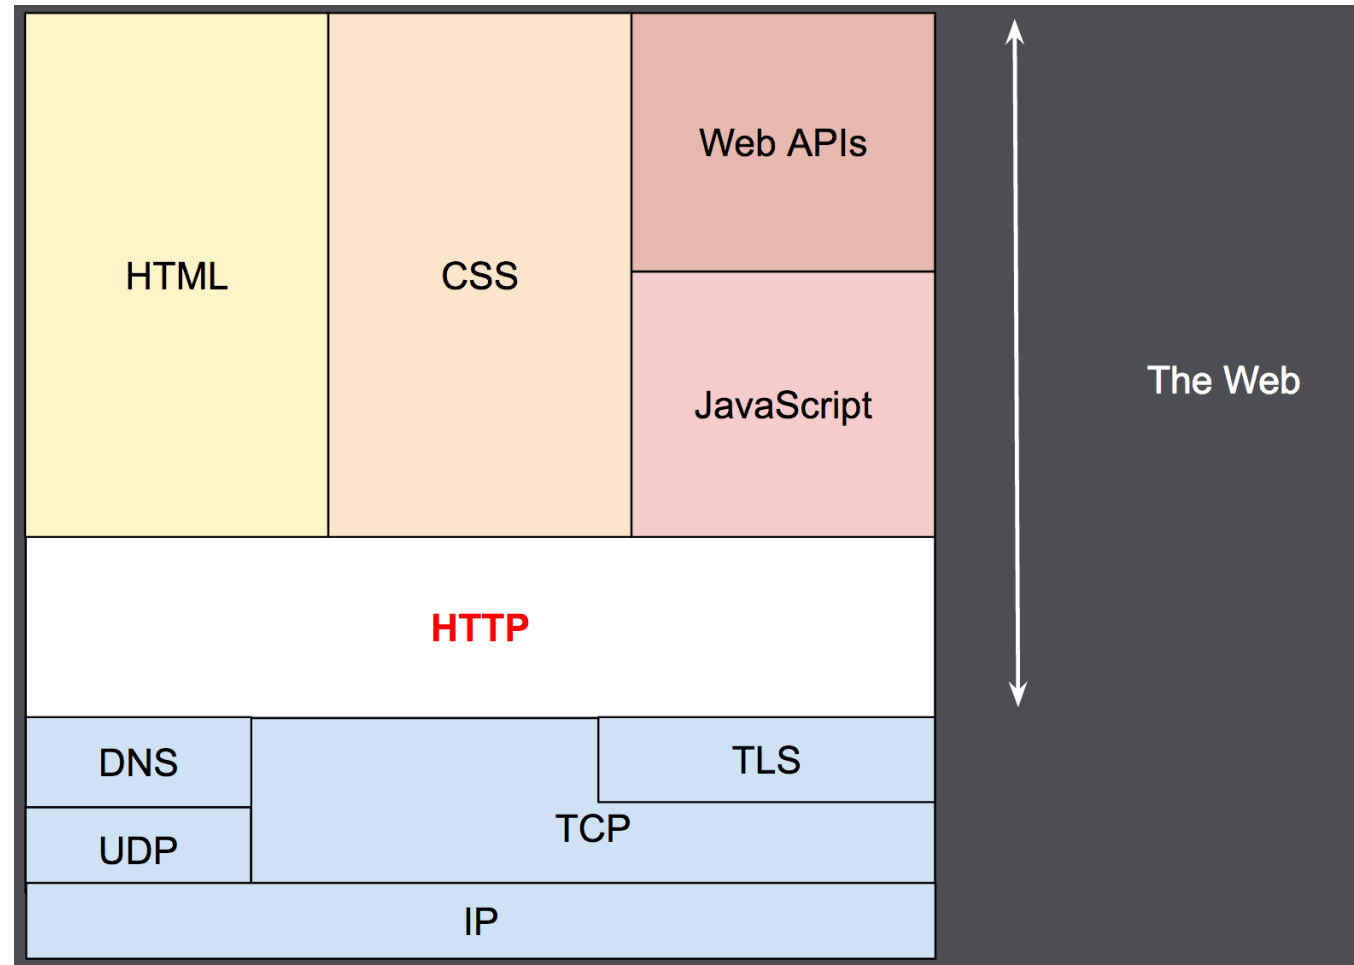 Web APIs
HTML
CSS
JavaScript
The Web
HTTP
DNS
TLS
UDP
TCP
IP